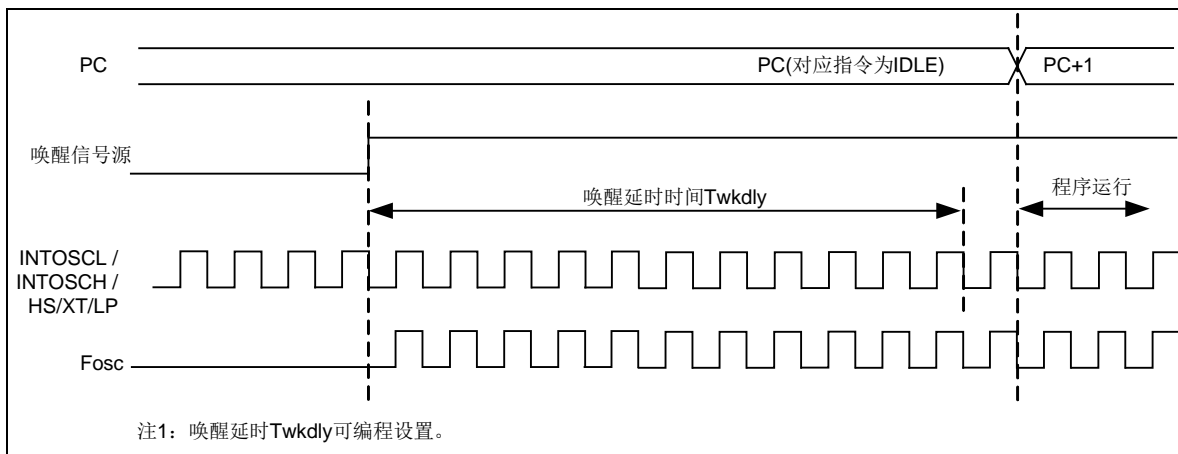 PC
PC(对应指令为IDLE)
PC+1
唤醒信号源
唤醒延时时间Twkdly
程序运行
INTOSCL /
INTOSCH /
HS/XT/LP
Fosc
注1：唤醒延时Twkdly可编程设置。